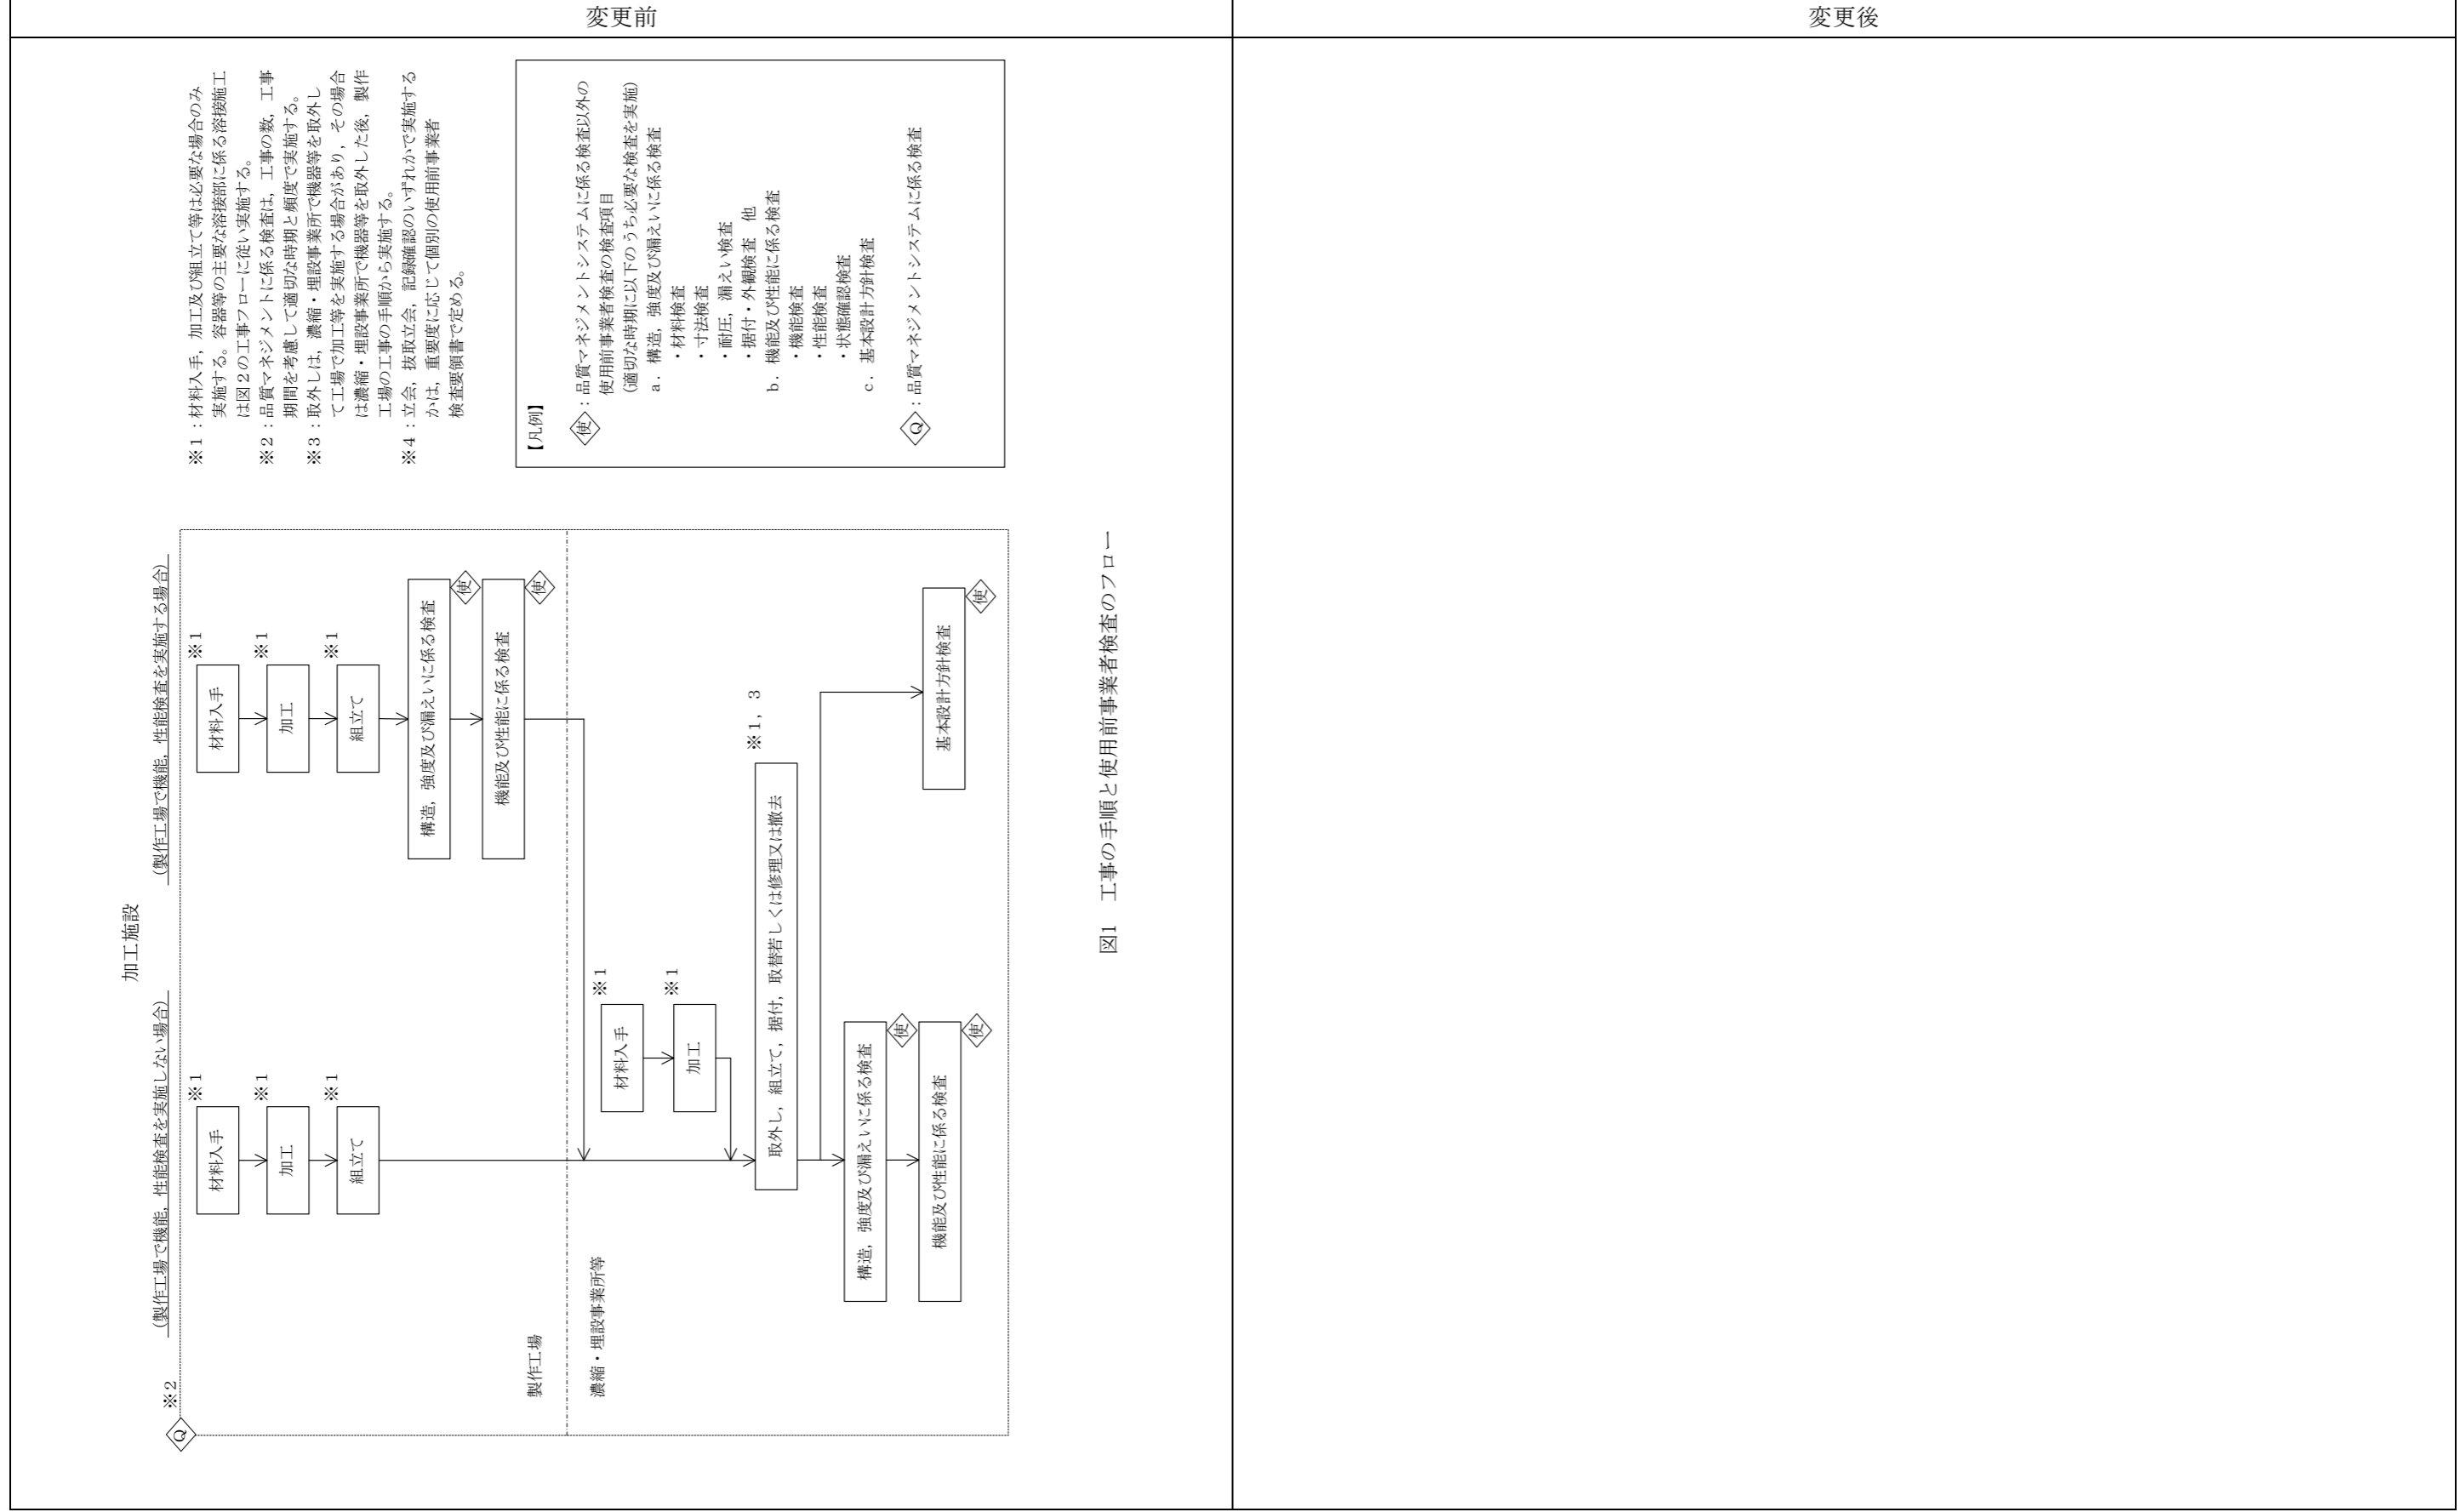 変更前
変更後
加工施設
(製作工場で機能，性能検査を実施しない場合)
(製作工場で機能，性能検査を実施する場合)
※2
Q
材料入手
※1
加工
※1
組立て
※1
材料入手
※1
加工
※1
組立て
※1
構造，強度及び漏えいに係る検査
使
機能及び性能に係る検査
使
製作工場
濃縮・埋設事業所等
材料入手
※1
加工
※1
取外し，組立て，据付，取替若しくは修理又は撤去
※1，3
構造，強度及び漏えいに係る検査
使
機能及び性能に係る検査
使
基本設計方針検査
使
※1：材料入手，加工及び組立て等は必要な場合のみ
実施する。容器等の主要な溶接部に係る溶接施工
は図2の工事フローに従い実施する。
※2：品質マネジメントに係る検査は，工事の数，工事
期間を考慮して適切な時期と頻度で実施する。
※3：取外しは，濃縮・埋設事業所で機器等を取外し
て工場で加工等を実施する場合があり，その場合
は濃縮・埋設事業所で機器等を取外した後，製作
工場の工事の手順から実施する。
※4：立会，抜取立会，記録確認のいずれかで実施する
かは，重要度に応じて個別の使用前事業者
検査要領書で定める。
【凡例】
使：品質マネジメントシステムに係る検査以外の
使用前事業者検査の検査項目
(適切な時期に以下のうち必要な検査を実施)
a．構造，強度及び漏えいに係る検査
・材料検査
・寸法検査
・耐圧，漏えい検査
・据付・外観検査　他
b．機能及び性能に係る検査
・機能検査
・性能検査
・状態確認検査
c．基本設計方針検査
Q：品質マネジメントシステムに係る検査
図1　工事の手順と使用前事業者検査のフロー